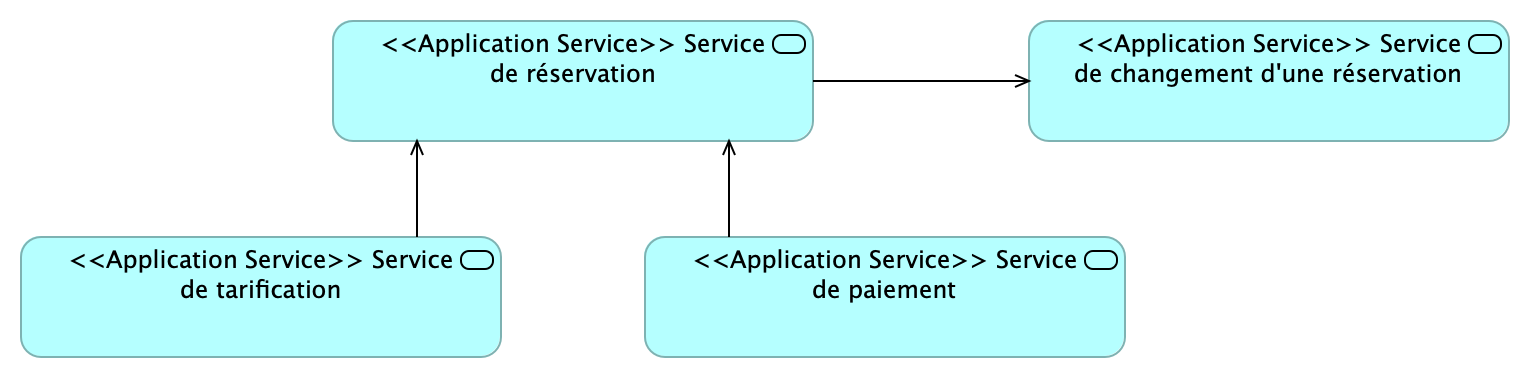 <<Application Service>> Service
de réservation
<<Application Service>> Service
de changement d'une réservation
<<Application Service>> Service
de tarification
<<Application Service>> Service
de paiement